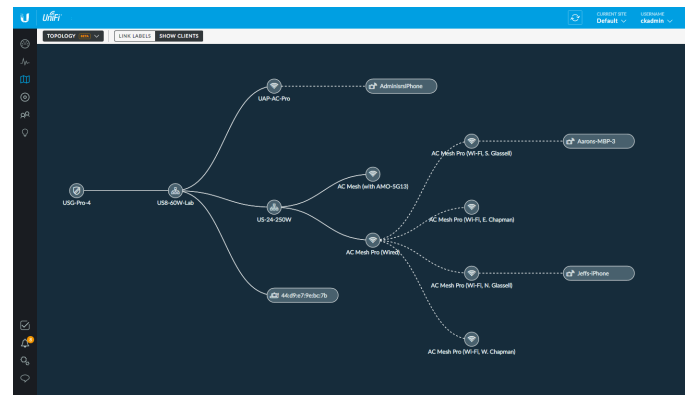 UniFi
CURRENT SITE
Default
USERNAME
ckadmin
TOPOLOGY BETA
LINK LABELS
SHOW CLIENTS
UAP-AC-Pro
AdminisrsiPhone
AC Mesh Pro (Wi-Fi, S. Glassell)
Aarons-MBP-3
AC Mesh (with AMO-5G13)
USG-Pro-4
US8-60W-Lab
US-24-250W
AC Mesh Pro (Wi-Fi, E. Chapman)
AC Mesh Pro (Wired)
AC Mesh Pro (Wi-Fi, N. Glassell)
Jeffs-iPhone
44:d9:e7:9e:bc:7b
AC Mesh Pro (Wi-Fi, W. Chapman)